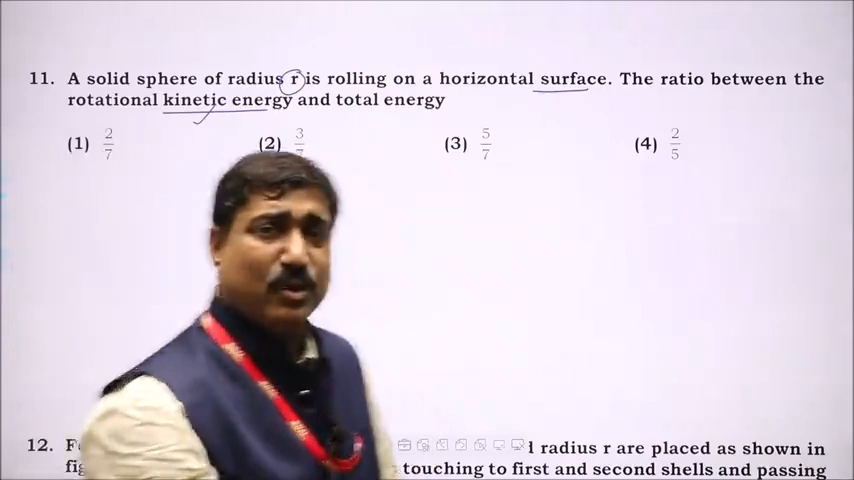 11. A solid sphere of radius r is rolling on a horizontal surface. The ratio between the
rotational kinetic energy and total energy
(1) 2/7 (2) 3/7 (3) 5/7 (4) 2/5
12. F radius r are placed as shown in
touching to first and second shells and passing